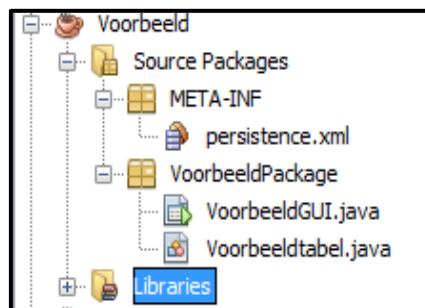 Voorbeeld
Source Packages
META-INF
persistence.xml
VoorbeeldPackage
VoorbeeldGUI.java
Voorbeeldtabel.java
Libraries